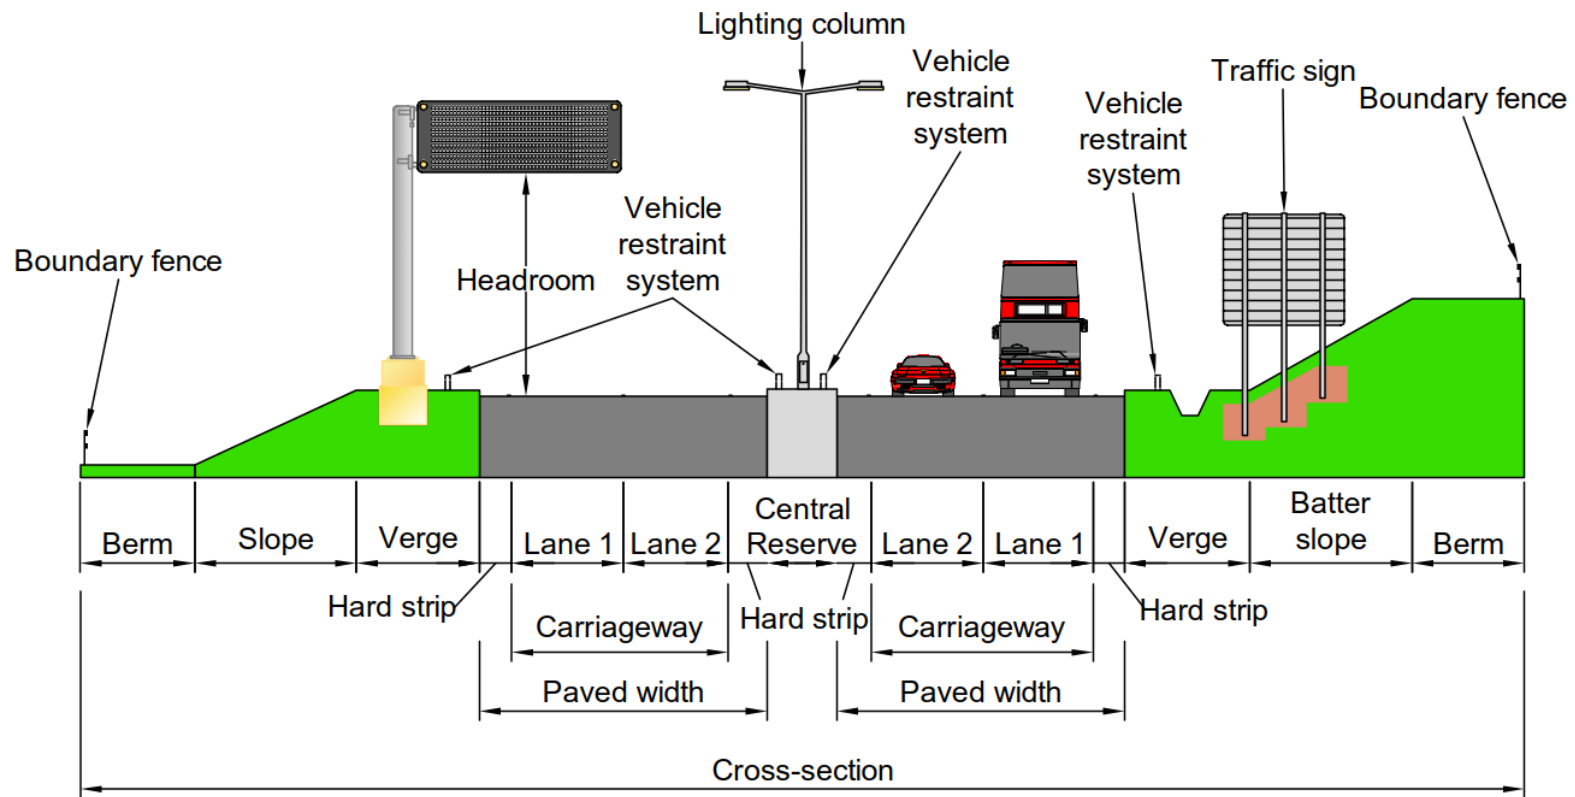 Lighting column
Vehicle
restraint
system
Traffic sign
Vehicle
restraint
system
Boundary fence
Vehicle
restraint
system
Boundary fence
Headroom
Berm
Slope
Verge
Lane 1
Lane 2
Central
Reserve
Lane 2
Lane 1
Verge
Batter
slope
Berm
Hard strip
Hard strip
Hard strip
Carriageway
Carriageway
Paved width
Paved width
Cross-section